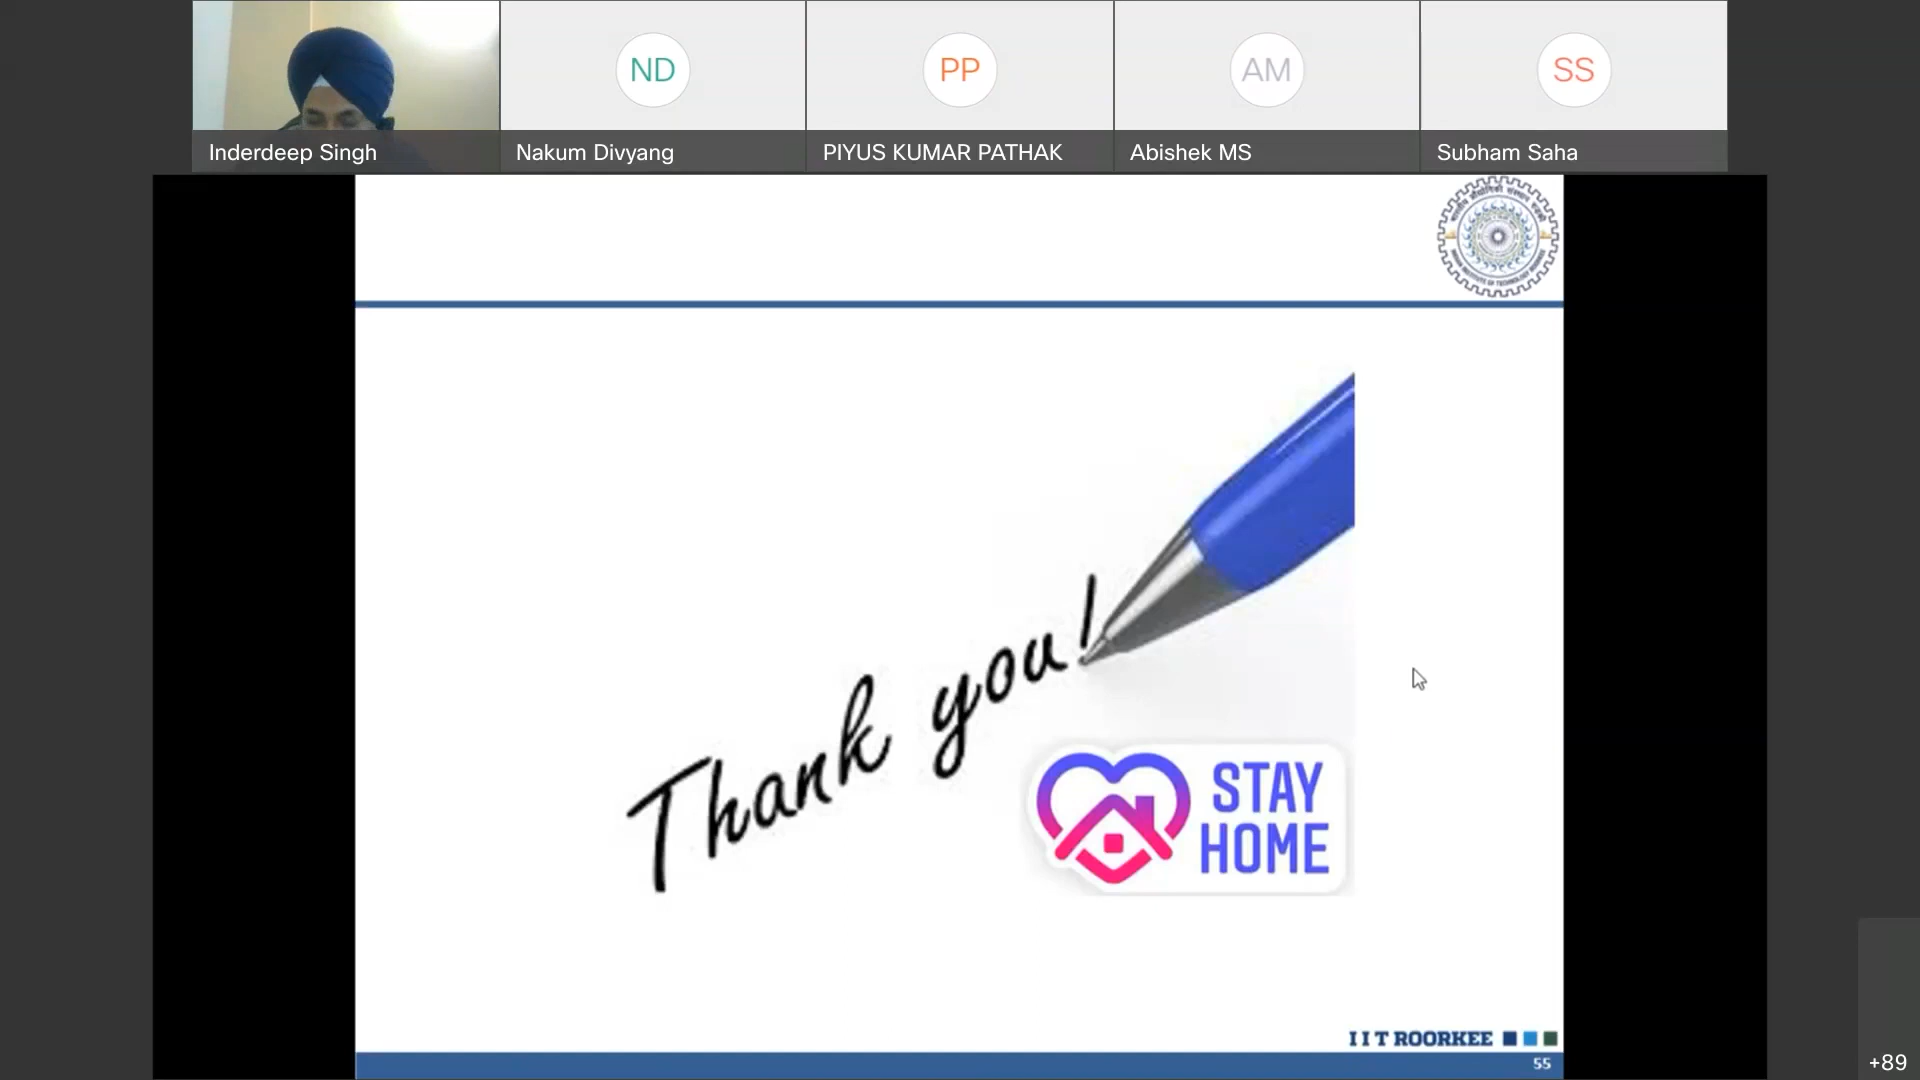 ND
PP
AM
SS
Inderdeep Singh
Nakum Divyang
PIYUS KUMAR PATHAK
Abishek MS
Subham Saha
Thank you!
STAY
HOME
I I T ROORKEE
55
+89